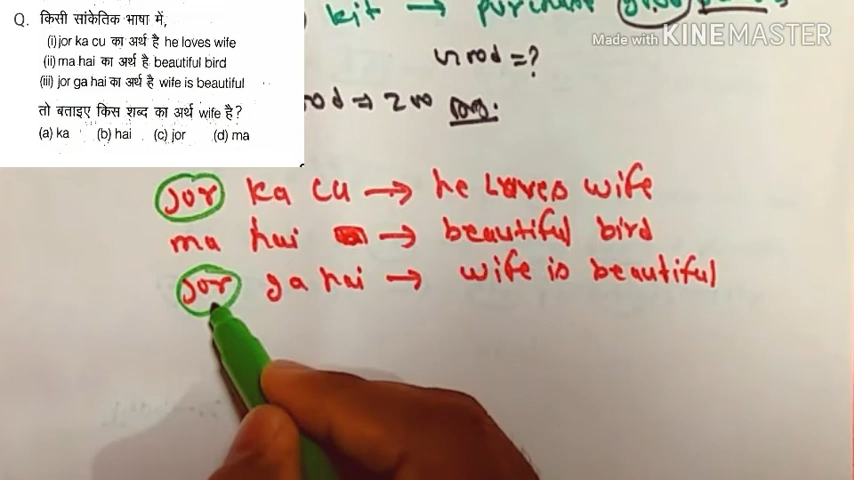 Q. किसी सांकेतिक भाषा में,
(i) jor ka cu का अर्थ है he loves wife
(ii) ma hai का अर्थ है beautiful bird
(iii) jor ga hai का अर्थ है wife is beautiful
तो बताइए किस शब्द का अर्थ wife है?
(a) ka (b) hai (c) jor (d) ma
kit → purchase
Made with KINEMASTER
= ?
jor ka cu → he loves wife
ma hai → beautiful bird
jor ga hai → wife is beautiful